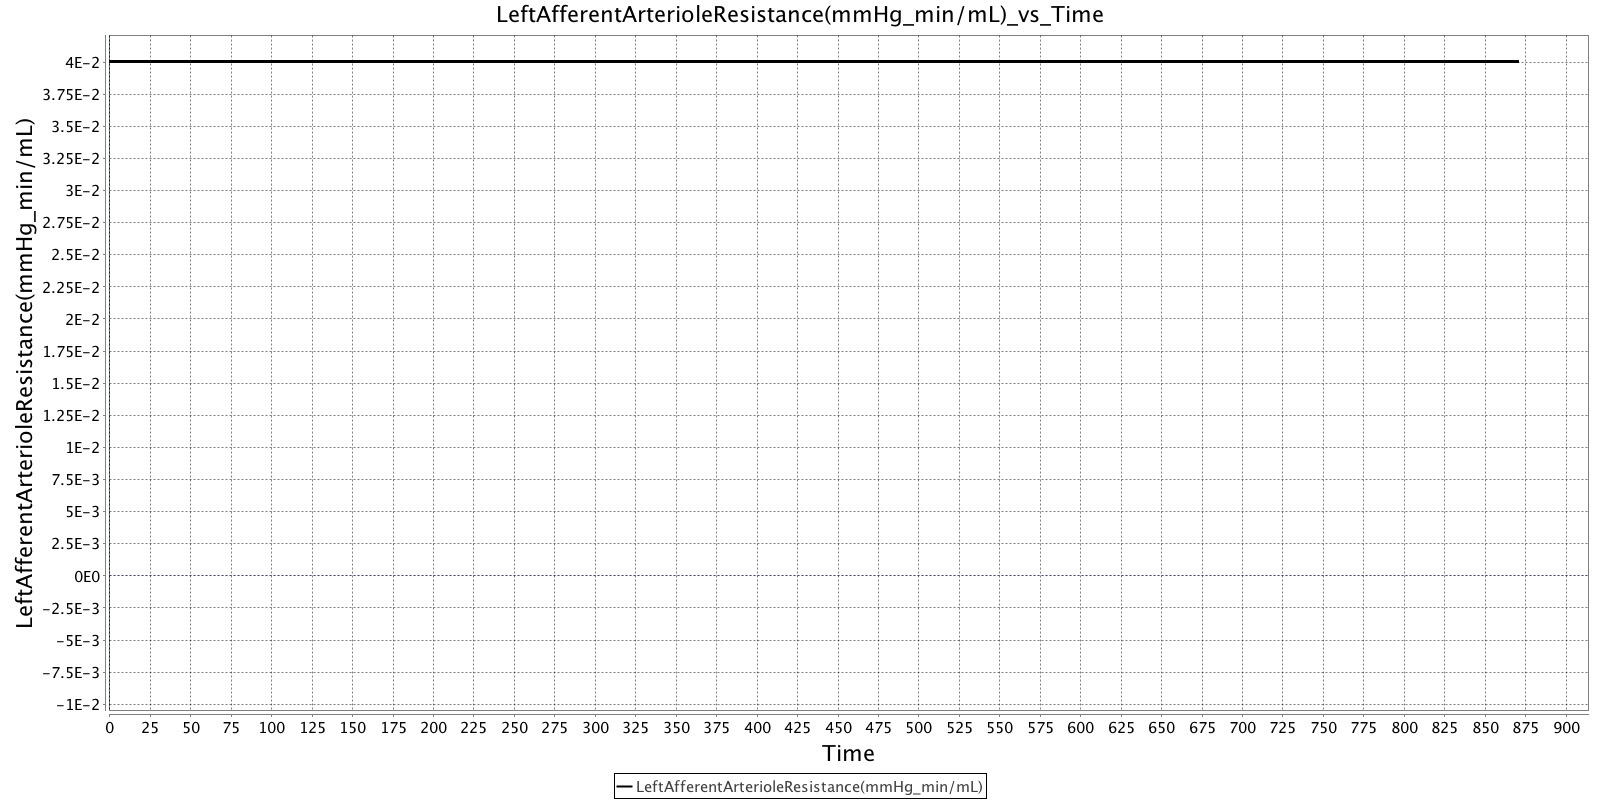 LeftAfferentArterioleResistance(mmHg_min/mL)_vs_Time
LeftAfferentArterioleResistance(mmHg_min/mL)
4E-2
3.75E-2
3.5E-2
3.25E-2
3E-2
2.75E-2
2.5E-2
2.25E-2
2E-2
1.75E-2
1.5E-2
1.25E-2
1E-2
7.5E-3
5E-3
2.5E-3
0E0
-2.5E-3
-5E-3
-7.5E-3
-1E-2
0 25 50 75 100 125 150 175 200 225 250 275 300 325 350 375 400 425 450 475 500 525 550 575 600 625 650 675 700 725 750 775 800 825 850 875 900
Time
LeftAfferentArterioleResistance(mmHg_min/mL)